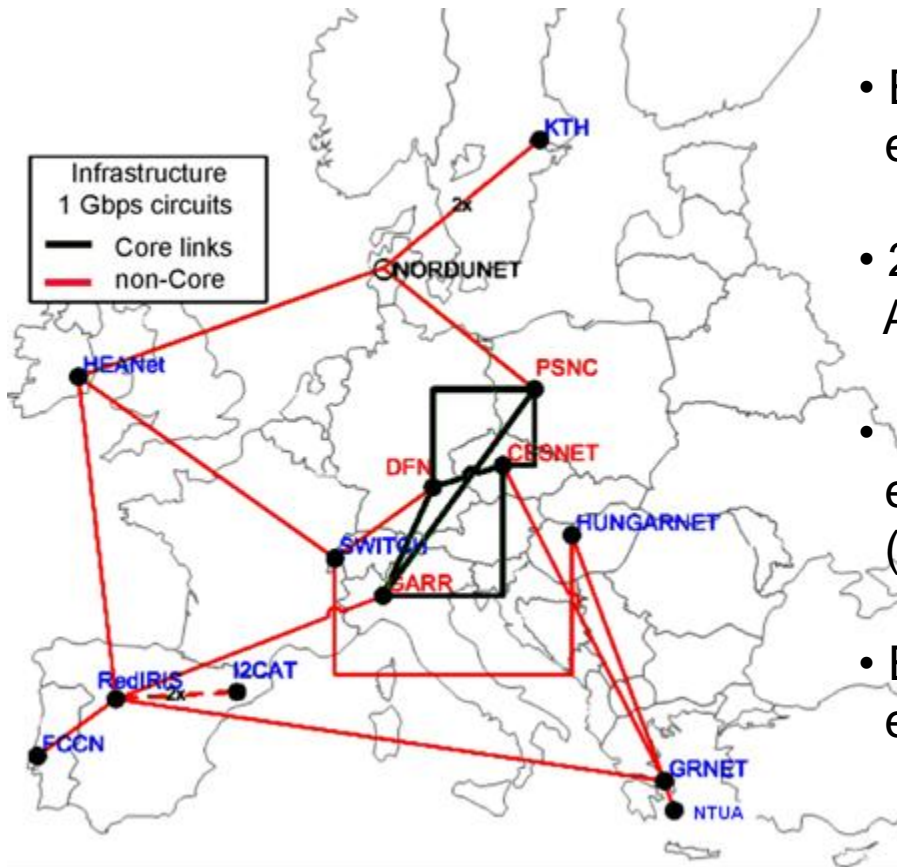 KTH
Infrastructure
1 Gbps circuits
Core links
non-Core
2x
NORDUNET
HEANet
PSNC
DFN
CESNET
HUNGARNET
SWITCH
GARR
RedIRIS
2x
I2CAT
FCCN
GRNET
NTUA
• E
e
• 2
A
•
e
(
• E
e